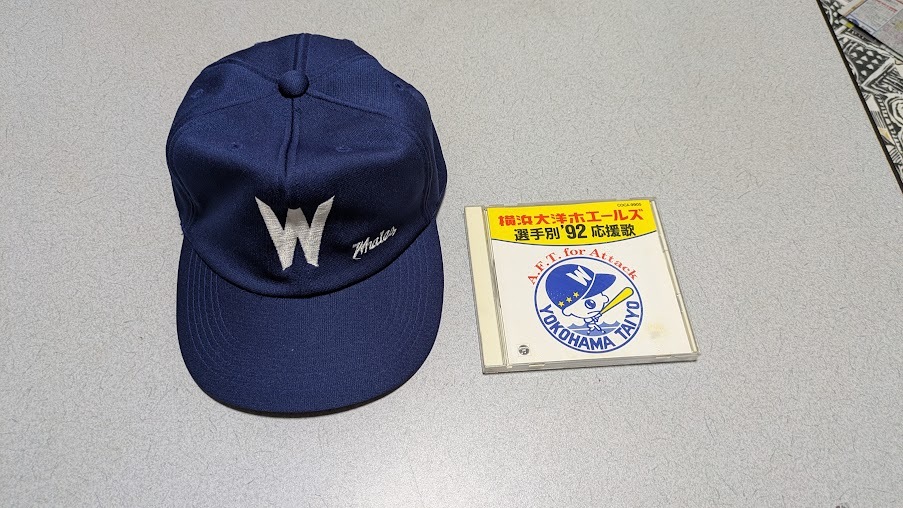 W
Whales
COCA-9909
横浜大洋ホエールズ
選手別'92応援歌
A.F.T. for Attack
W
YOKOHAMA TAIYO